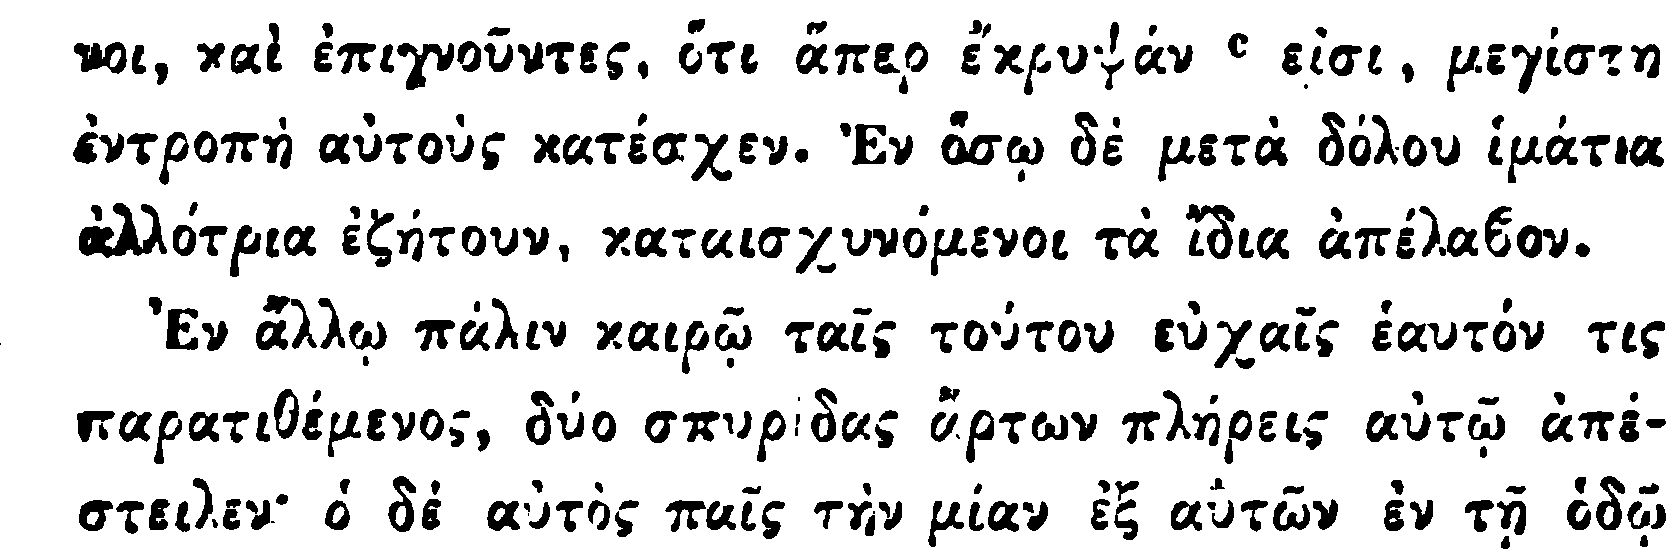 νοι, καὶ ἐπιγνοῦντες, ὅτι ἅπερ ἔκρυψάν ᶜ εἰσι, μεγίστη
ἐντροπὴ αὐτοὺς κατέσχεν. Ἐν ὅσῳ δὲ μετὰ δόλου ἱμάτια
ἀλλότρια ἐζήτουν, καταισχυνόμενοι τὰ ἴδια ἀπέλαϐον.
Ἐν ἄλλῳ πάλιν καιρῷ ταῖς τούτου εὐχαῖς ἑαυτόν τις
παρατιθέμενος, δύο σπυρίδας ἄρτων πλήρεις αὐτῷ ἀπέ-
στειλεν· ὁ δὲ αὐτὸς παῖς τὴν μίαν ἐξ αὐτῶν ἐν τῇ ὁδῷ